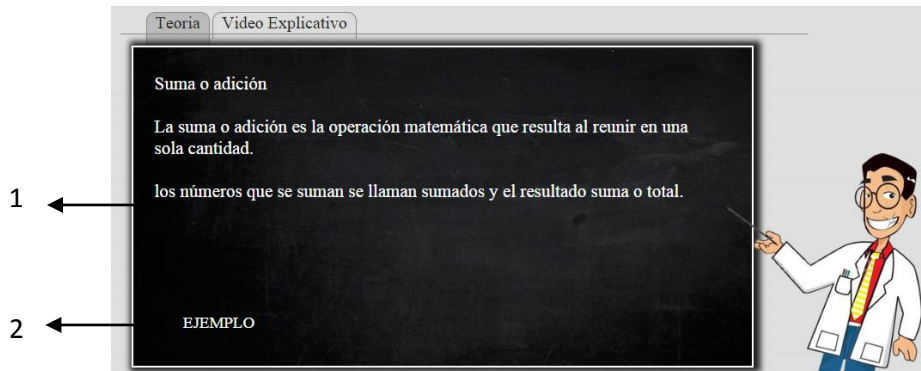 Teoria Video Explicativo
Suma o adición
La suma o adición es la operación matemática que resulta al reunir en una
sola cantidad.
los números que se suman se llaman sumados y el resultado suma o total.
1
EJEMPLO
2